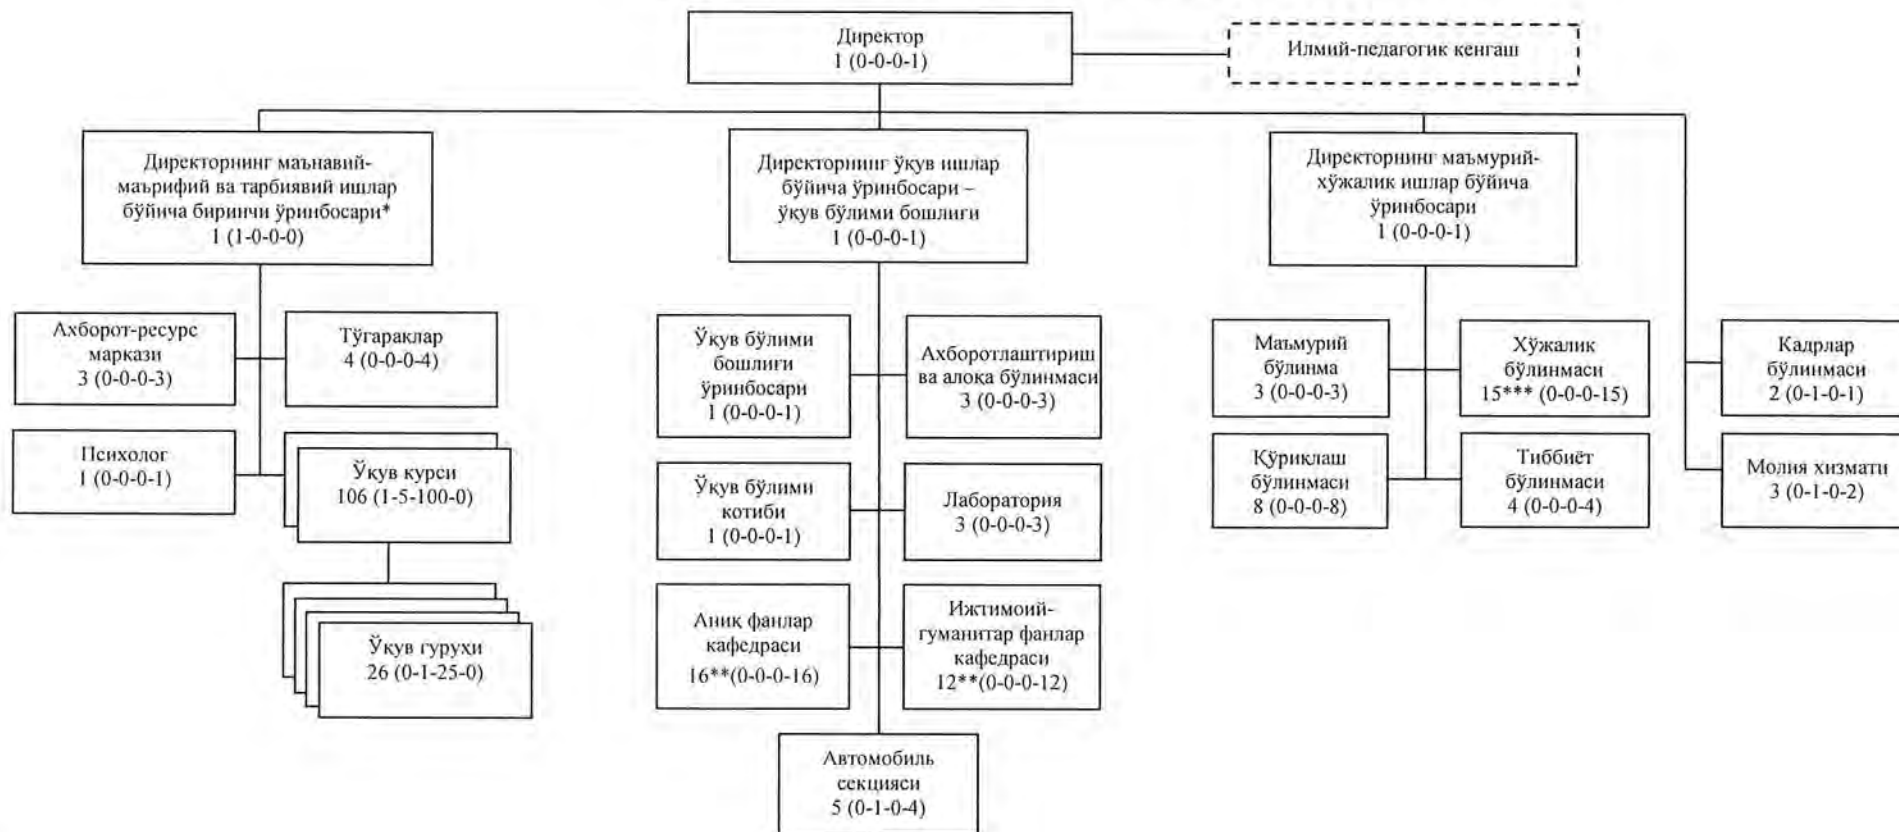 Директор
1 (0-0-0-1)
Илмий-педагогик кенгаш
Директорнинг маънавий-
маърифий ва тарбиявий ишлар
бўйича биринчи ўринбосари*
1 (1-0-0-0)
Директорнинг ўқув ишлар
бўйича ўринбосари –
ўқув бўлими бошлиғи
1 (0-0-0-1)
Директорнинг маъмурий-
хўжалик ишлар бўйича
ўринбосари
1 (0-0-0-1)
Ахборот-ресурс
маркази
3 (0-0-0-3)
Тўгараклар
4 (0-0-0-4)
Психолог
1 (0-0-0-1)
Ўқув курси
106 (1-5-100-0)
Ўқув гуруҳи
26 (0-1-25-0)
Ўқув бўлими
бошлиғи
ўринбосари
1 (0-0-0-1)
Ахборотлаштириш
ва алоқа бўлинмаси
3 (0-0-0-3)
Ўқув бўлими
котиби
1 (0-0-0-1)
Лаборатория
3 (0-0-0-3)
Аниқ фанлар
кафедраси
16**(0-0-0-16)
Ижтимоий-
гуманитар фанлар
кафедраси
12**(0-0-0-12)
Автомобиль
секцияси
5 (0-1-0-4)
Маъмурий
бўлинма
3 (0-0-0-3)
Хўжалик
бўлинмаси
15*** (0-0-0-15)
Қўриқлаш
бўлинмаси
8 (0-0-0-8)
Тиббиёт
бўлинмаси
4 (0-0-0-4)
Кадрлар
бўлинмаси
2 (0-1-0-1)
Молия хизмати
3 (0-1-0-2)